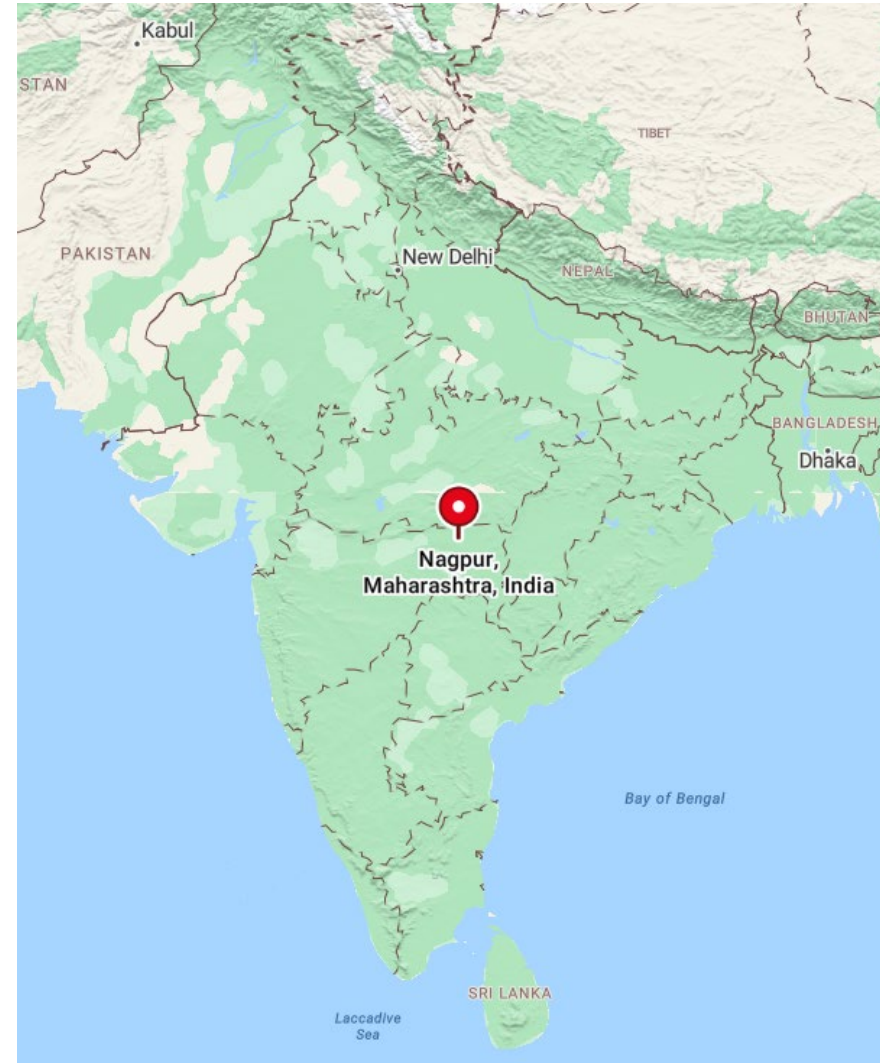 Kabul
STAN
TIBET
PAKISTAN
New Delhi
NEPAL
BHUTAN
BANGLADESH
Dhaka
Nagpur,
Maharashtra, India
Bay of Bengal
SRI LANKA
Laccadive
Sea